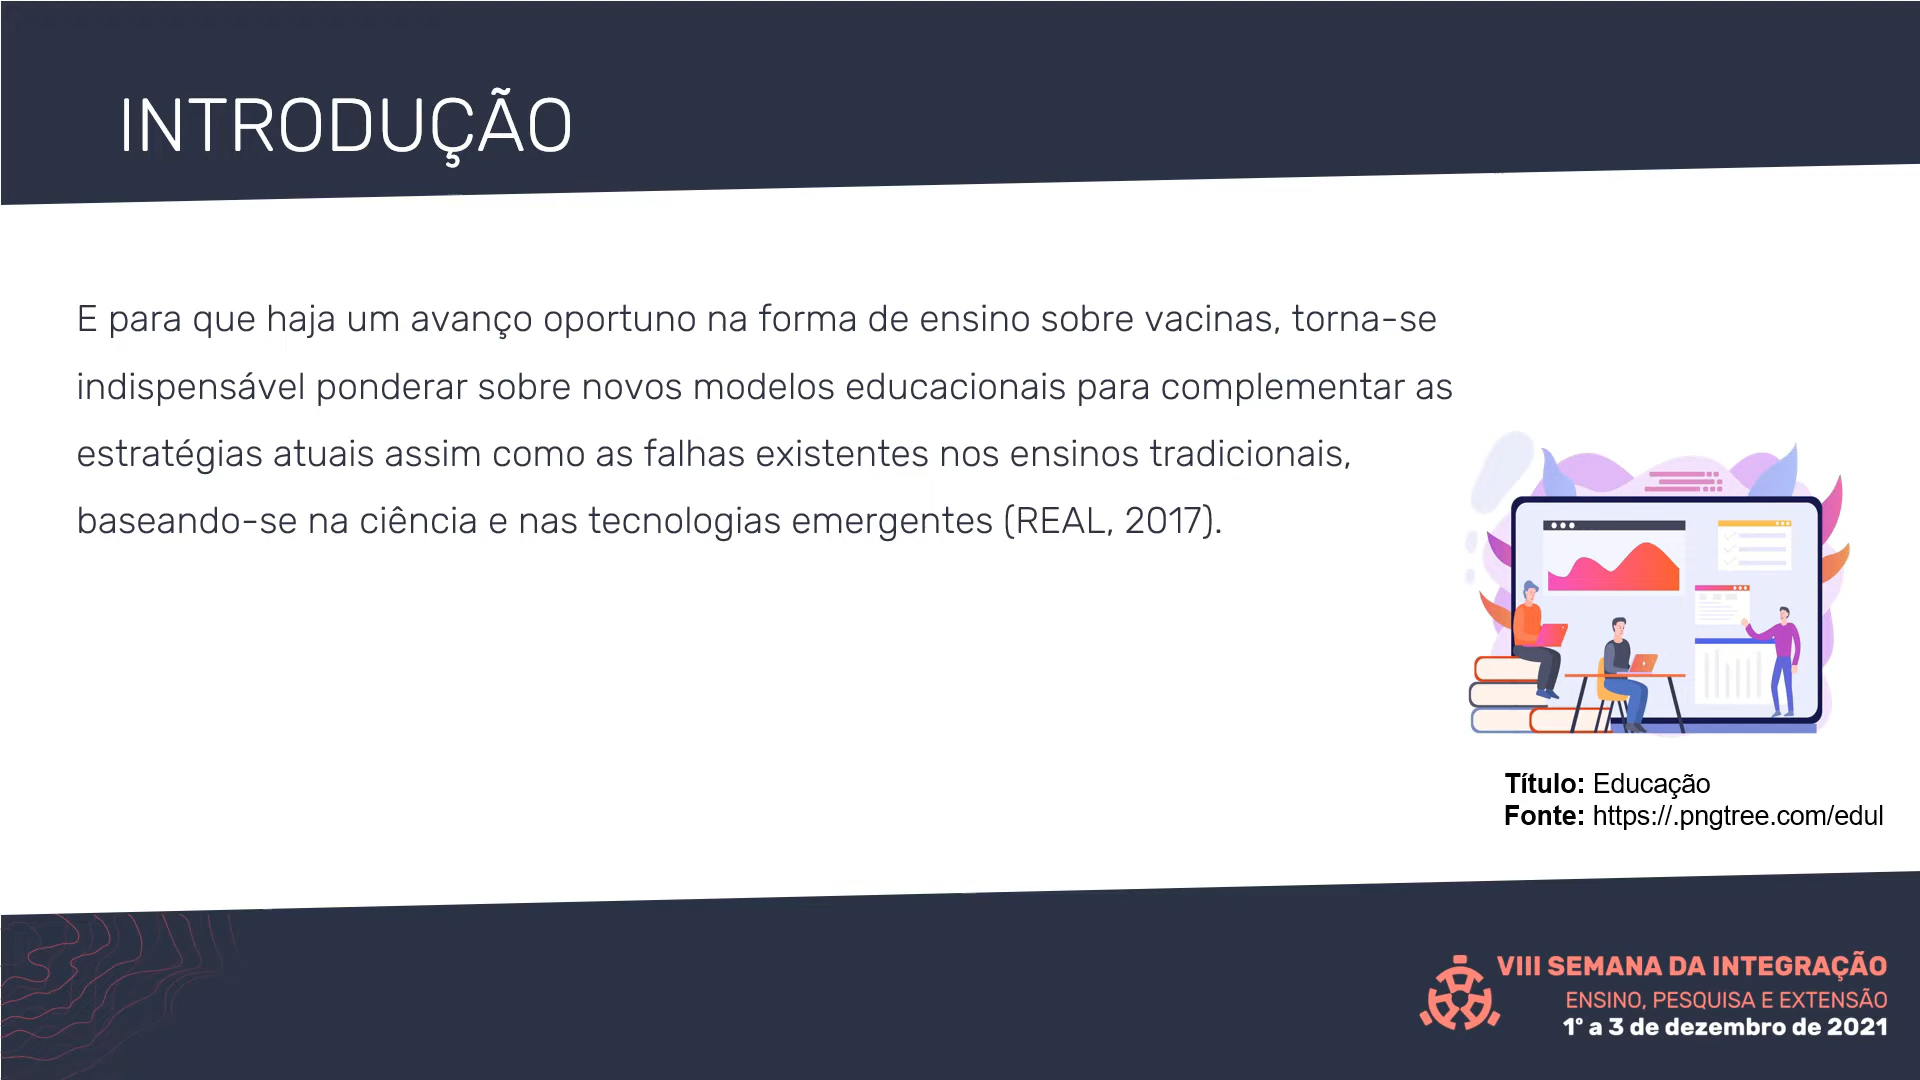 INTRODUÇÃO
E para que haja um avanço oportuno na forma de ensino sobre vacinas, torna-se
indispensável ponderar sobre novos modelos educacionais para complementar as
estratégias atuais assim como as falhas existentes nos ensinos tradicionais,
baseando-se na ciência e nas tecnologias emergentes (REAL, 2017).
Título: Educação
Fonte: https://.pngtree.com/edul
VIII SEMANA DA INTEGRAÇÃO
ENSINO, PESQUISA E EXTENSÃO
1º a 3 de dezembro de 2021